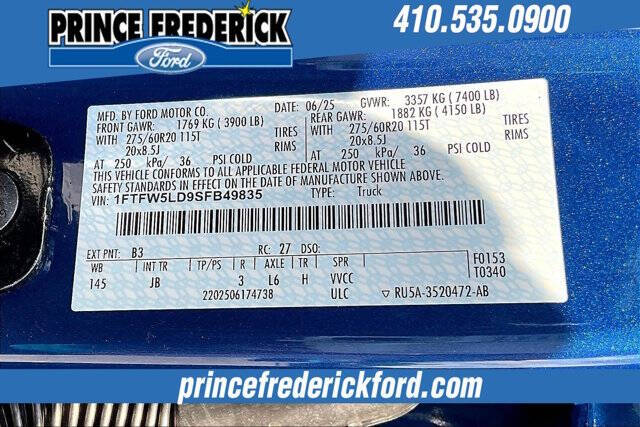 PRINCE FREDERICK
Ford
410.535.0900
MFD. BY FORD MOTOR CO.
DATE: 06/25 GVWR: 3357 KG ( 7400 LB)
FRONT GAWR: 1769 KG (3900 LB)
REAR GAWR: 1882 KG ( 4150 LB)
WITH 275/60R20 115T TIRES WITH 275/60R20 115T TIRES
20x8.5J RIMS 20x8.5J RIMS
AT 250 kPa/ 36 PSI COLD AT 250 kPa/ 36 PSI COLD
THIS VEHICLE CONFORMS TO ALL APPLICABLE FEDERAL MOTOR VEHICLE
SAFETY STANDARDS IN EFFECT ON THE DATE OF MANUFACTURE SHOWN ABOVE.
VIN: 1FTFW5LD9SFB49835 TYPE: Truck
EXT PNT: B3 RC: 27 DSO: F0153
WB INT TR TP/PS R AXLE TR SPR T0340
145 JB 3 L6 H VVCC
2202506174738 ULC ▽ RU5A-3520472-AB
princefrederickford.com